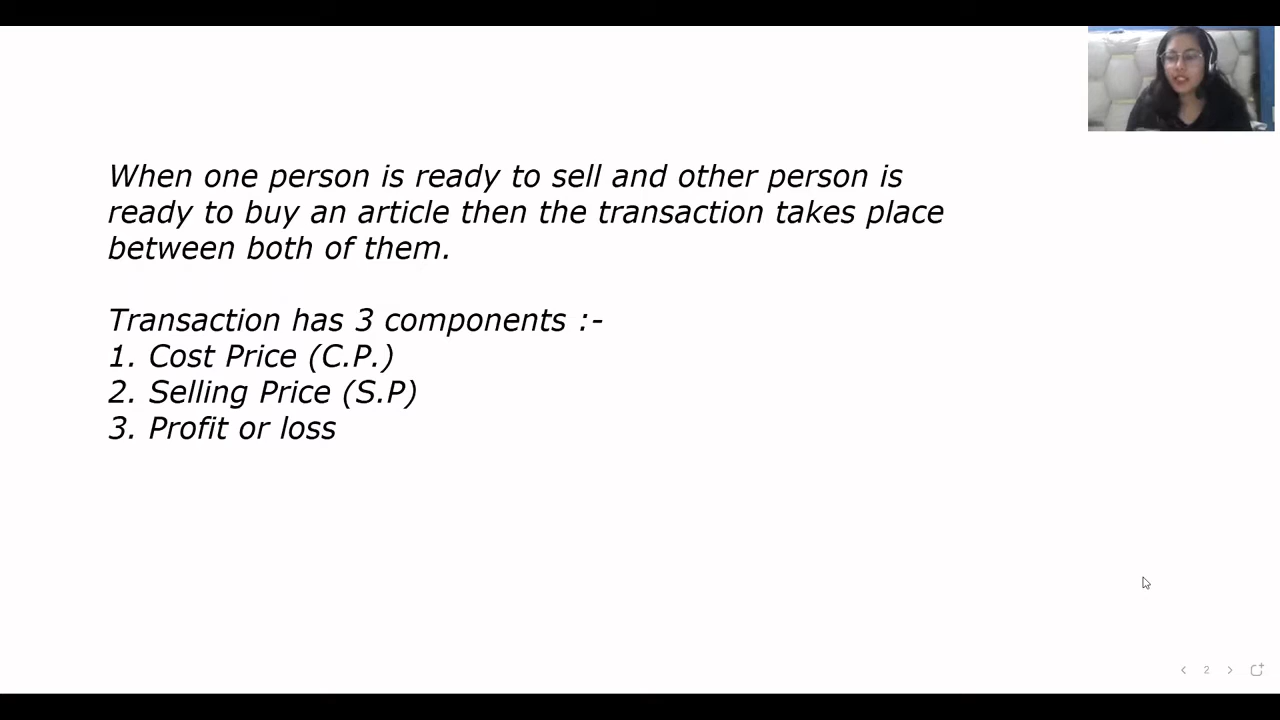 When one person is ready to sell and other person is
ready to buy an article then the transaction takes place
between both of them.
Transaction has 3 components :-
1. Cost Price (C.P.)
2. Selling Price (S.P)
3. Profit or loss
2